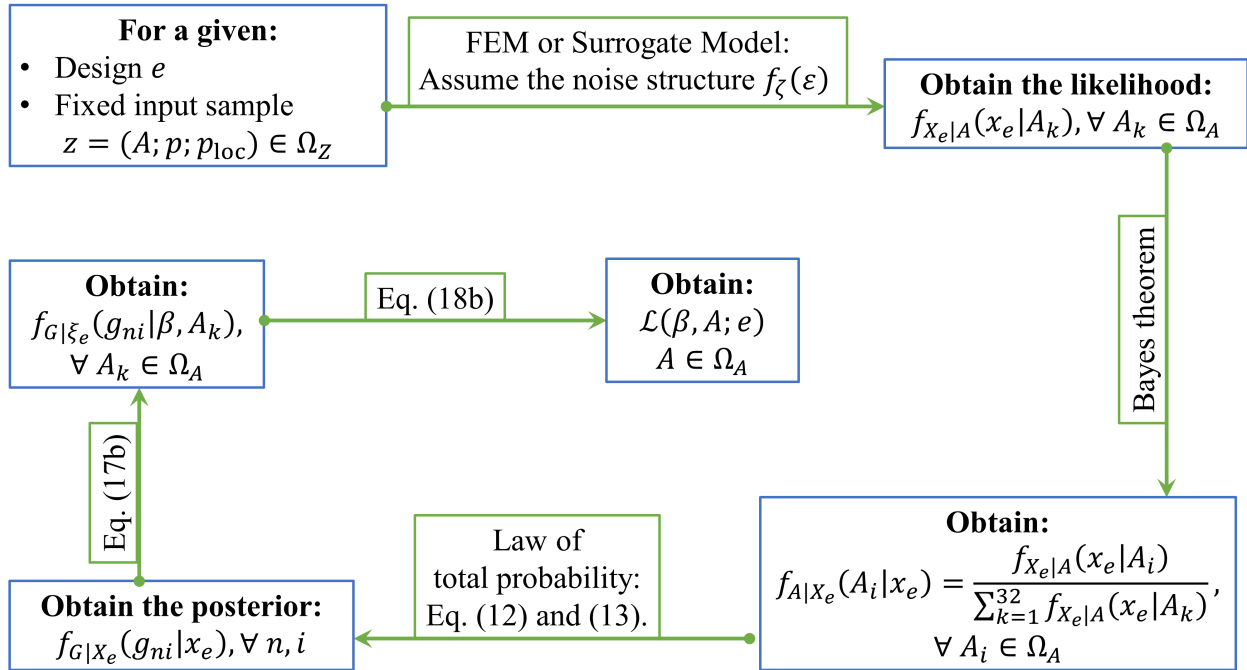 For a given:
• Design e
• Fixed input sample
z = (A; p; p_loc) ∈ Ω_Z
FEM or Surrogate Model:
Assume the noise structure f_ζ(ε)
Obtain the likelihood:
f_{X_e|A}(x_e|A_k), ∀ A_k ∈ Ω_A
Bayes theorem
Obtain:
f_{A|X_e}(A_i|x_e) = f_{X_e|A}(x_e|A_i) / ∑_{k=1}^{32} f_{X_e|A}(x_e|A_k),
∀ A_i ∈ Ω_A
Law of
total probability:
Eq. (12) and (13).
Obtain the posterior:
f_{G|X_e}(g_{ni}|x_e), ∀ n, i
Eq. (17b)
Obtain:
f_{G|ξ_e}(g_{ni}|β, A_k),
∀ A_k ∈ Ω_A
Eq. (18b)
Obtain:
ℒ(β, A; e)
A ∈ Ω_A